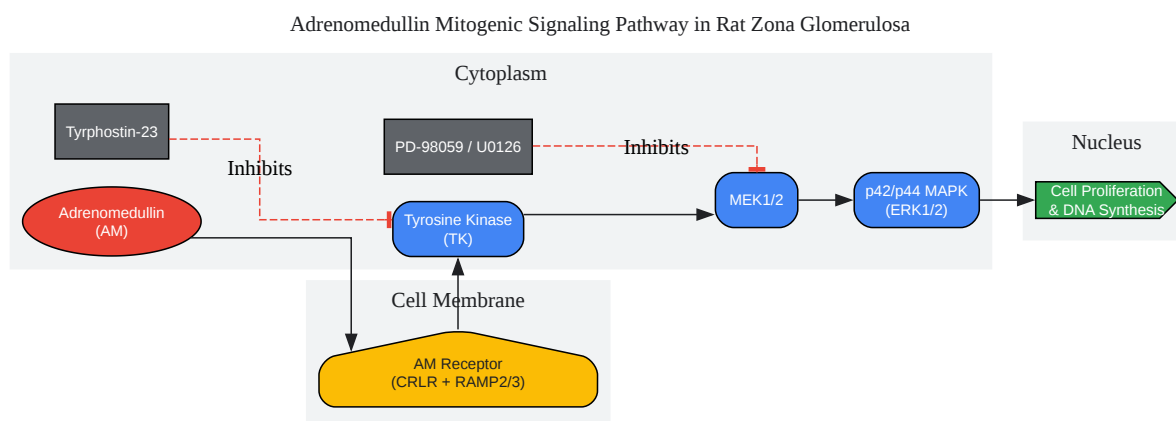 Adrenomedullin Mitogenic Signaling Pathway in Rat Zona Glomerulosa
Cytoplasm
Tyrphostin-23
Inhibits
PD-98059 / U0126
Inhibits
Adrenomedullin
(AM)
Tyrosine Kinase
(TK)
MEK1/2
p42/p44 MAPK
(ERK1/2)
Nucleus
Cell Proliferation
& DNA Synthesis
Cell Membrane
AM Receptor
(CRLR + RAMP2/3)